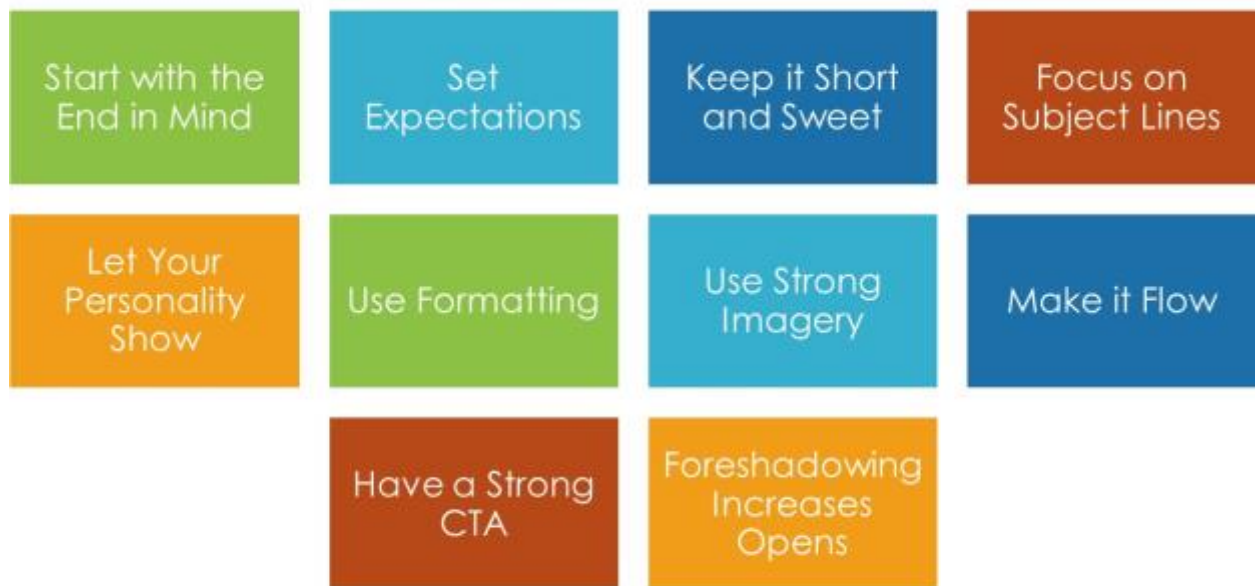 Start with the
End in Mind
Set
Expectations
Keep it Short
and Sweet
Focus on
Subject Lines
Let Your
Personality
Show
Use Formatting
Use Strong
Imagery
Make it Flow
Have a Strong
CTA
Foreshadowing
Increases
Opens